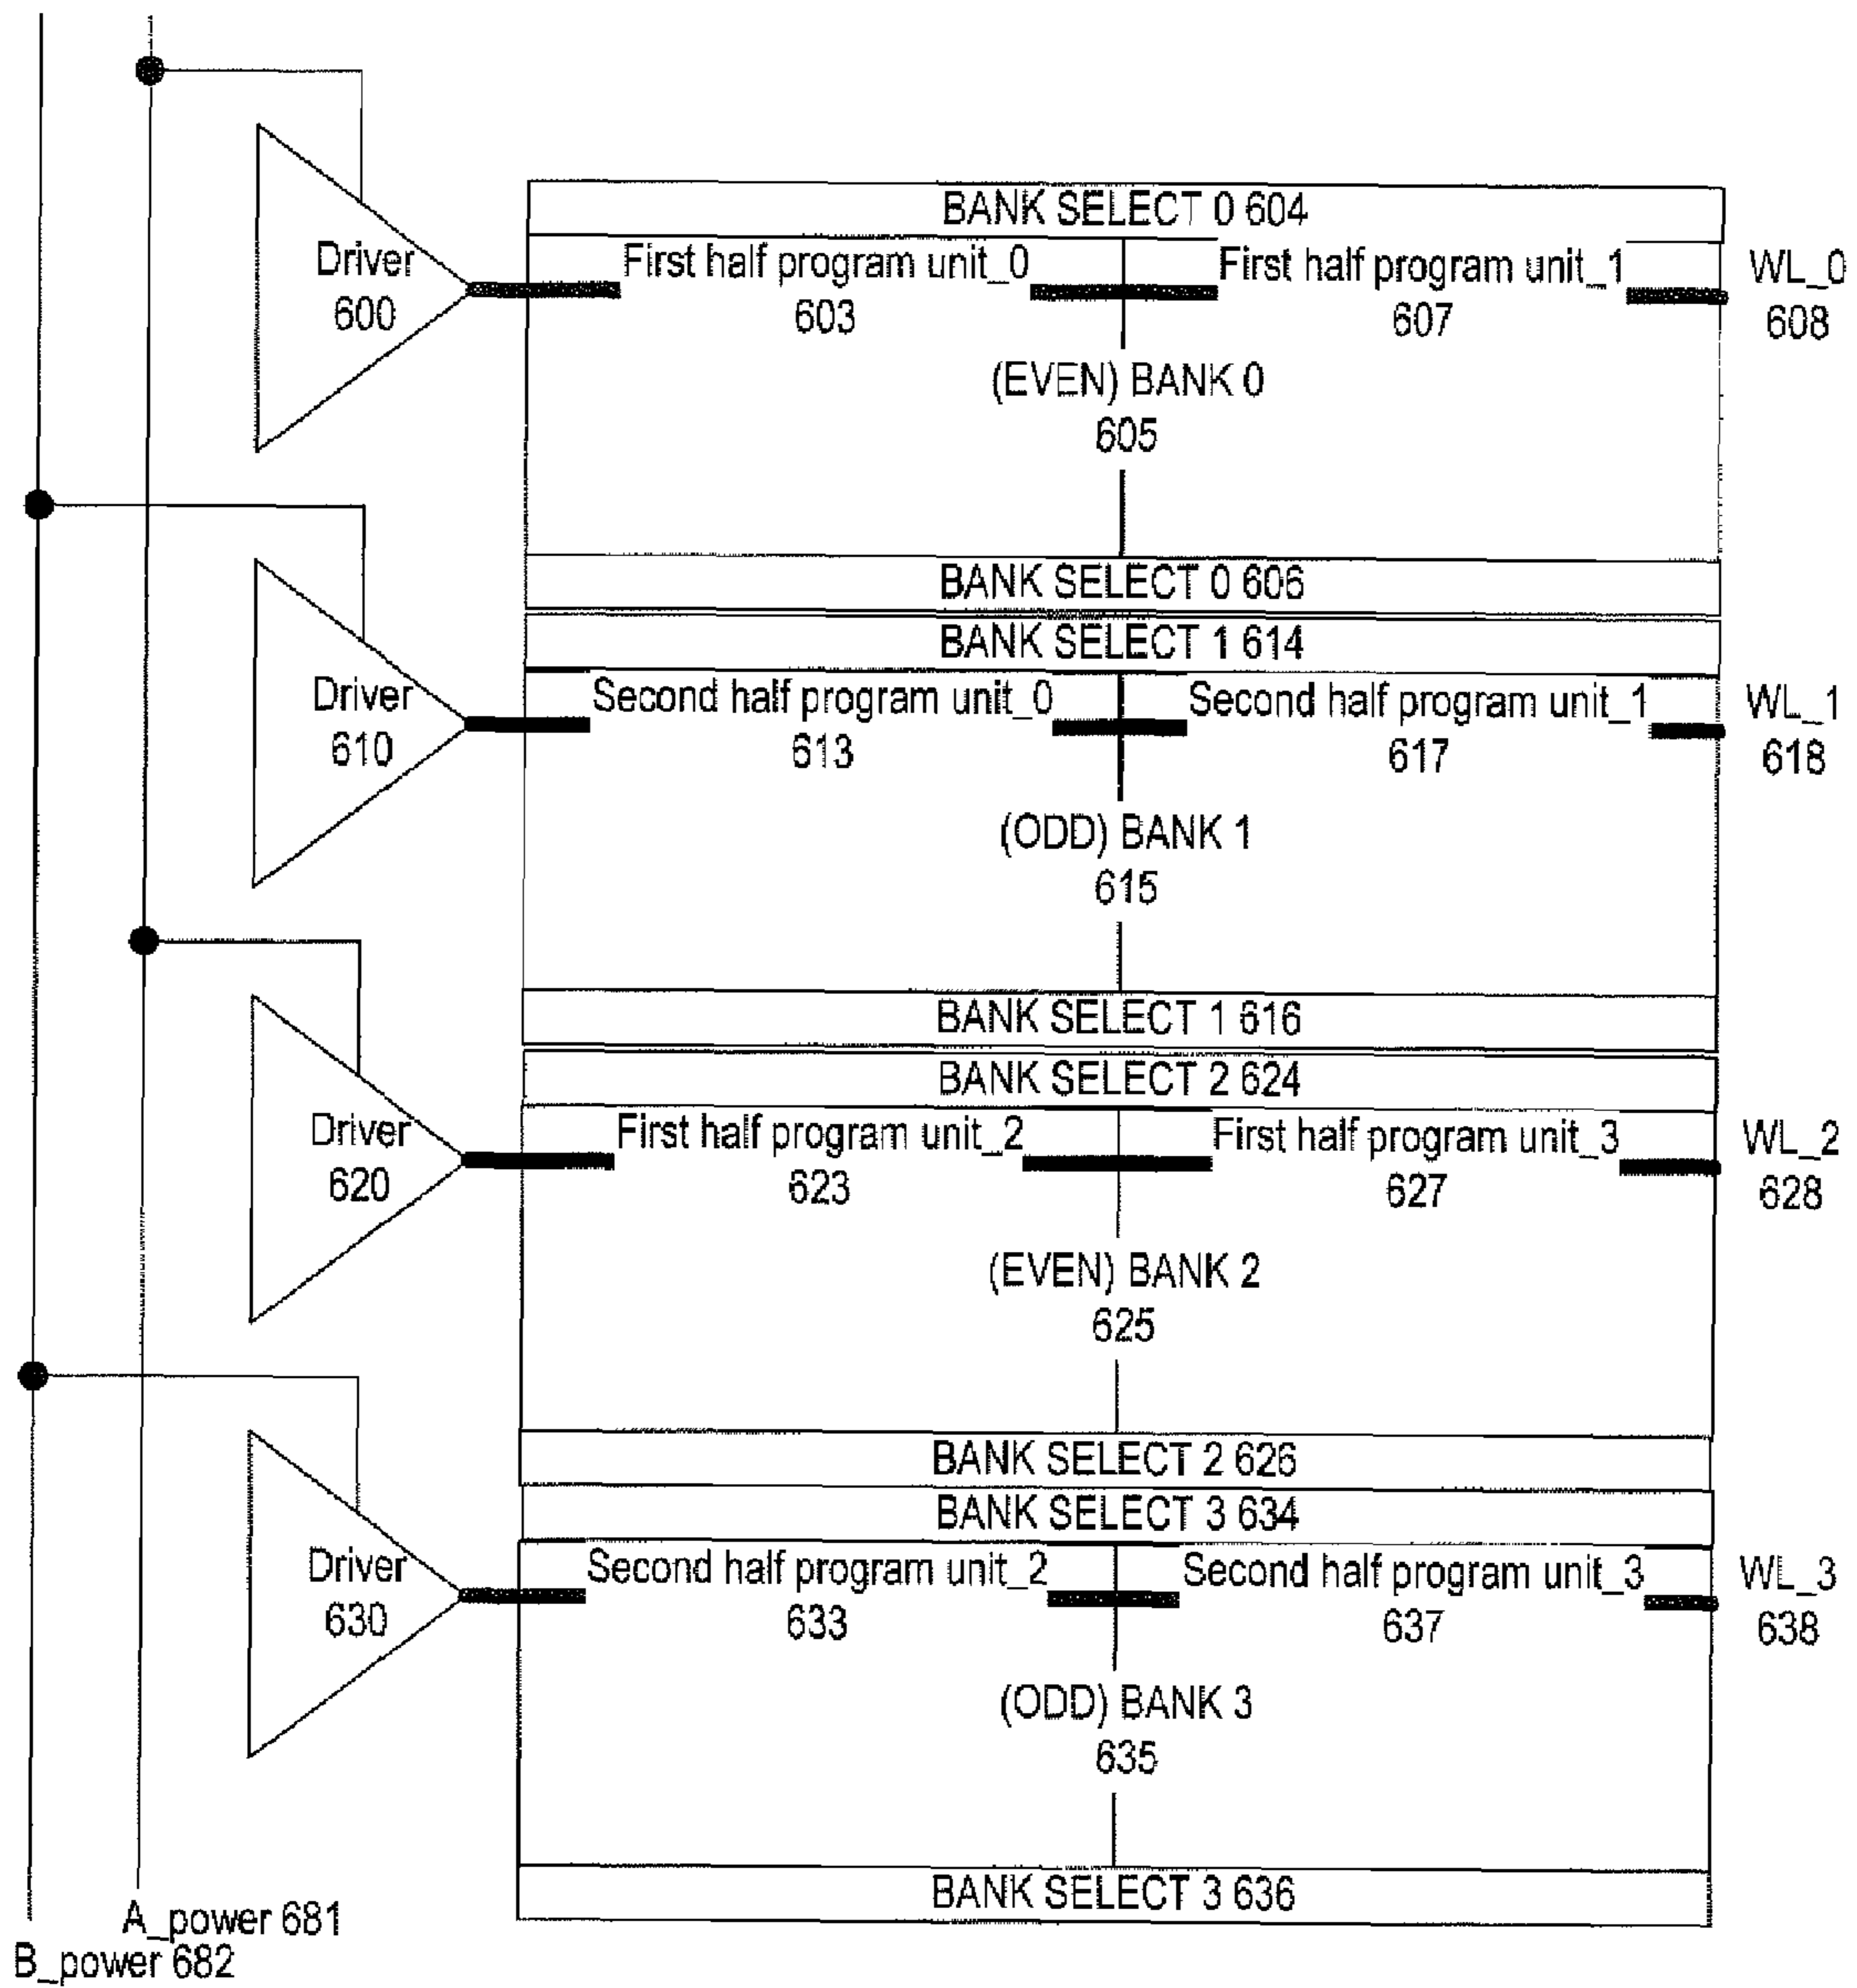 BANK SELECT 0 604
Driver
600
First half program unit_0
603
First half program unit_1
607
WL_0
608
(EVEN) BANK 0
605
BANK SELECT 0 606
BANK SELECT 1 614
Driver
610
Second half program unit_0
613
Second half program unit_1
617
WL_1
618
(ODD) BANK 1
615
BANK SELECT 1 616
BANK SELECT 2 624
Driver
620
First half program unit_2
623
First half program unit_3
627
WL_2
628
(EVEN) BANK 2
625
BANK SELECT 2 626
BANK SELECT 3 634
Driver
630
Second half program unit_2
633
Second half program unit_3
637
WL_3
638
(ODD) BANK 3
635
BANK SELECT 3 636
A_power 681
B_power 682